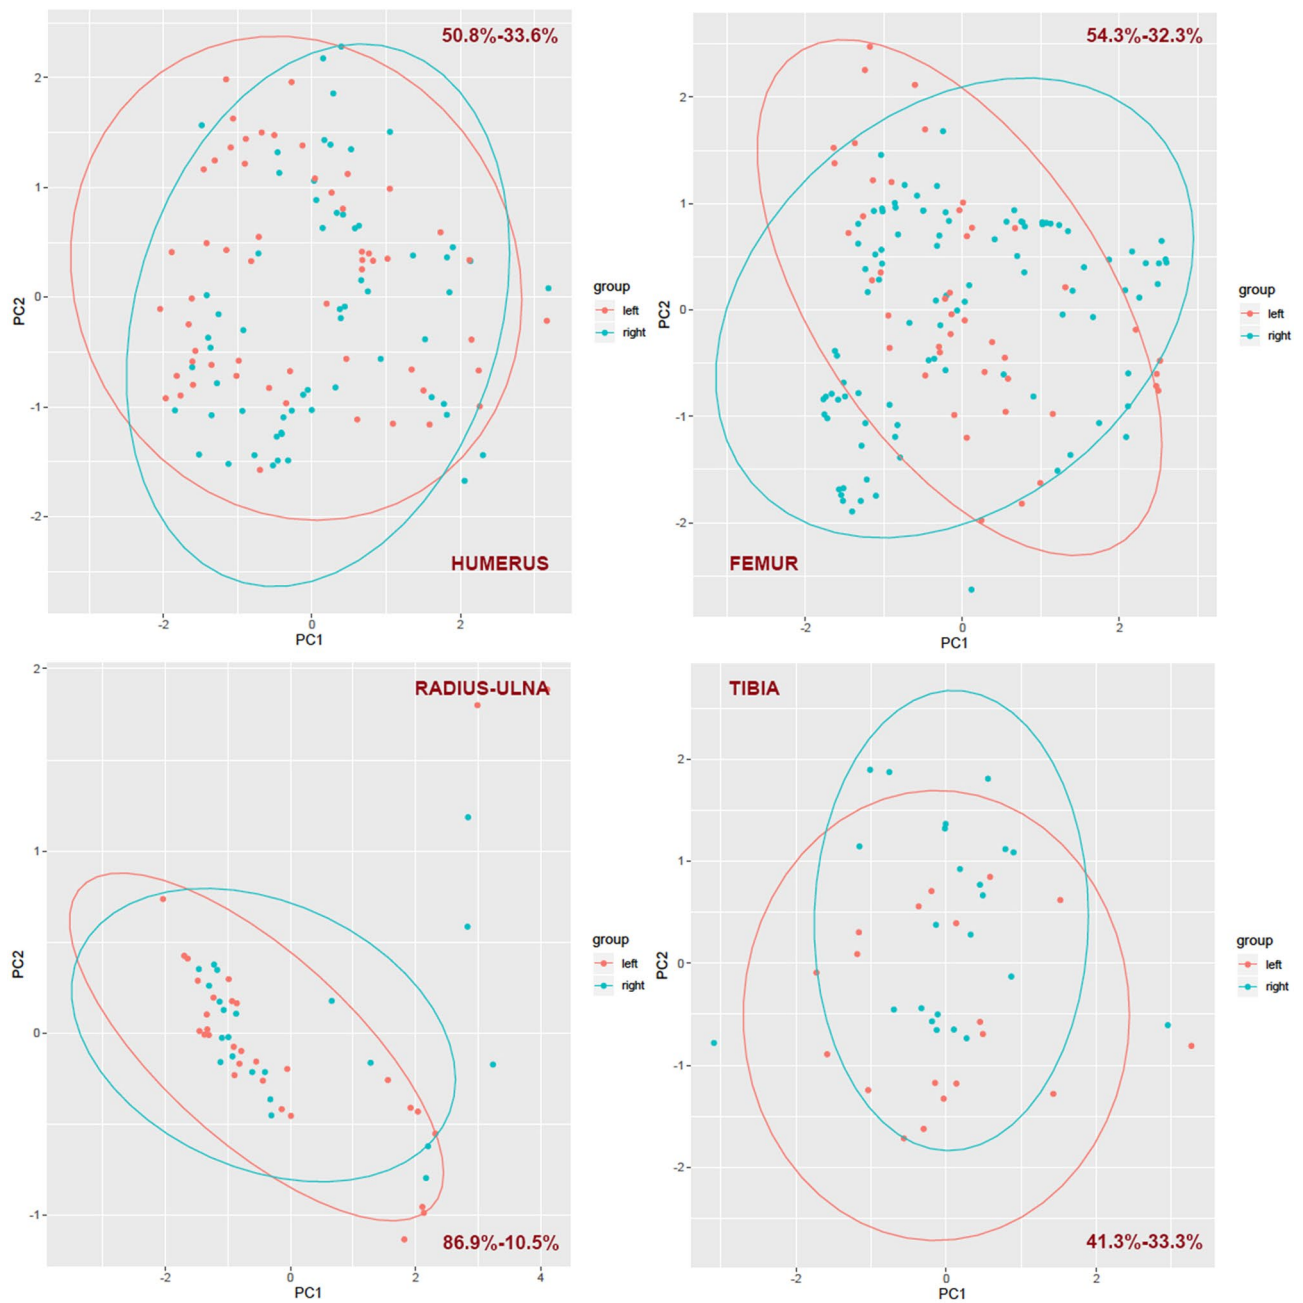 50.8%-33.6%
2
1
0
-1
-2
PC2
HUMERUS
-2 0 2
PC1
group
left
right
54.3%-32.3%
2
1
0
-1
-2
PC2
FEMUR
-2 0 2
PC1
group
left
right
RADIUS-ULNA
2
1
0
-1
PC2
86.9%-10.5%
-2 0 2 4
PC1
group
left
right
TIBIA
2
1
0
-1
-2
PC2
41.3%-33.3%
-2 0 2
PC1
group
left
right